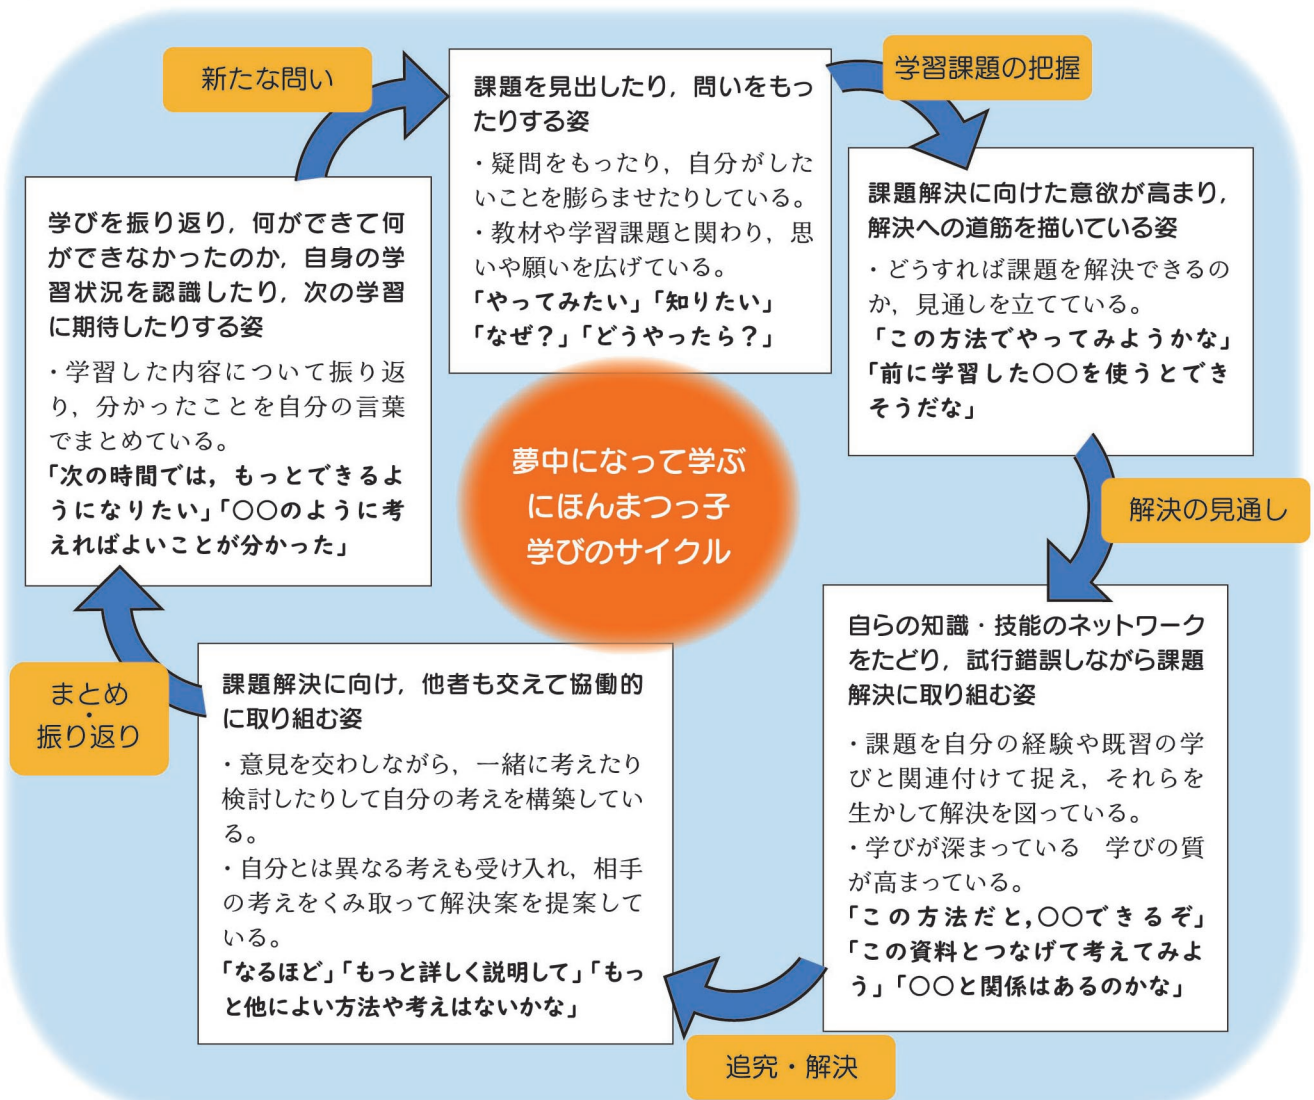 新たな問い
課題を見出したり，問いをもっ
たりする姿
・疑問をもったり，自分がした
いことを膨らませたりしている。
・教材や学習課題と関わり，思
いや願いを広げている。
「やってみたい」「知りたい」
「なぜ？」「どうやったら？」
学習課題の把握
課題解決に向けた意欲が高まり，
解決への道筋を描いている姿
・どうすれば課題を解決できるの
か，見通しを立てている。
「この方法でやってみようかな」
「前に学習した〇〇を使うとでき
そうだな」
解決の見通し
自らの知識・技能のネットワーク
をたどり，試行錯誤しながら課題
解決に取り組む姿
・課題を自分の経験や既習の学
びと関連付けて捉え，それらを
生かして解決を図っている。
・学びが深まっている　学びの質
が高まっている。
「この方法だと，〇〇できるぞ」
「この資料とつなげて考えてみよ
う」「〇〇と関係はあるのかな」
追究・解決
課題解決に向け，他者も交えて協働的
に取り組む姿
・意見を交わしながら，一緒に考えたり
検討したりして自分の考えを構築してい
る。
・自分とは異なる考えも受け入れ，相手
の考えをくみ取って解決案を提案して
いる。
「なるほど」「もっと詳しく説明して」「もっ
と他によい方法や考えはないかな」
まとめ
・
振り返り
学びを振り返り，何ができて何
ができなかったのか，自身の学
習状況を認識したり，次の学習
に期待したりする姿
・学習した内容について振り返
り，分かったことを自分の言葉
でまとめている。
「次の時間では，もっとできるよ
うになりたい」「〇〇のように考
えればよいことが分かった」
夢中になって学ぶ
にほんまつっ子
学びのサイクル